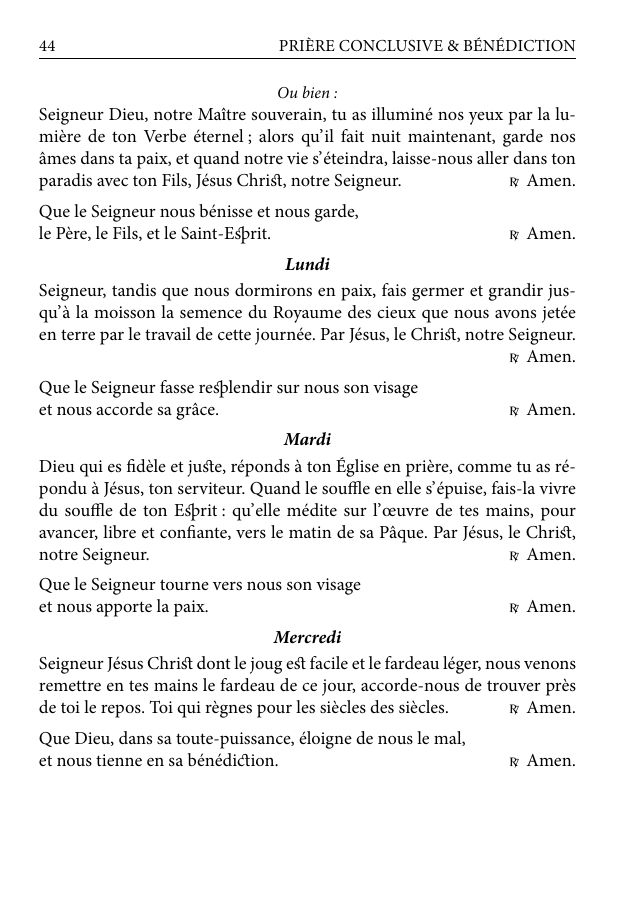 44 PRIÈRE CONCLUSIVE & BÉNÉDICTION
Ou bien :
Seigneur Dieu, notre Maître souverain, tu as illuminé nos yeux par la lu-
mière de ton Verbe éternel ; alors qu’il fait nuit maintenant, garde nos
âmes dans ta paix, et quand notre vie s’éteindra, laisse-nous aller dans ton
paradis avec ton Fils, Jésus Christ, notre Seigneur. ℟ Amen.
Que le Seigneur nous bénisse et nous garde,
le Père, le Fils, et le Saint-Esprit. ℟ Amen.
Lundi
Seigneur, tandis que nous dormirons en paix, fais germer et grandir jus-
qu’à la moisson la semence du Royaume des cieux que nous avons jetée
en terre par le travail de cette journée. Par Jésus, le Christ, notre Seigneur.
℟ Amen.
Que le Seigneur fasse resplendir sur nous son visage
et nous accorde sa grâce. ℟ Amen.
Mardi
Dieu qui es fidèle et juste, réponds à ton Église en prière, comme tu as ré-
pondu à Jésus, ton serviteur. Quand le souffle en elle s’épuise, fais-la vivre
du souffle de ton Esprit : qu’elle médite sur l’œuvre de tes mains, pour
avancer, libre et confiante, vers le matin de sa Pâque. Par Jésus, le Christ,
notre Seigneur. ℟ Amen.
Que le Seigneur tourne vers nous son visage
et nous apporte la paix. ℟ Amen.
Mercredi
Seigneur Jésus Christ dont le joug est facile et le fardeau léger, nous venons
remettre en tes mains le fardeau de ce jour, accorde-nous de trouver près
de toi le repos. Toi qui règnes pour les siècles des siècles. ℟ Amen.
Que Dieu, dans sa toute-puissance, éloigne de nous le mal,
et nous tienne en sa bénédiction. ℟ Amen.